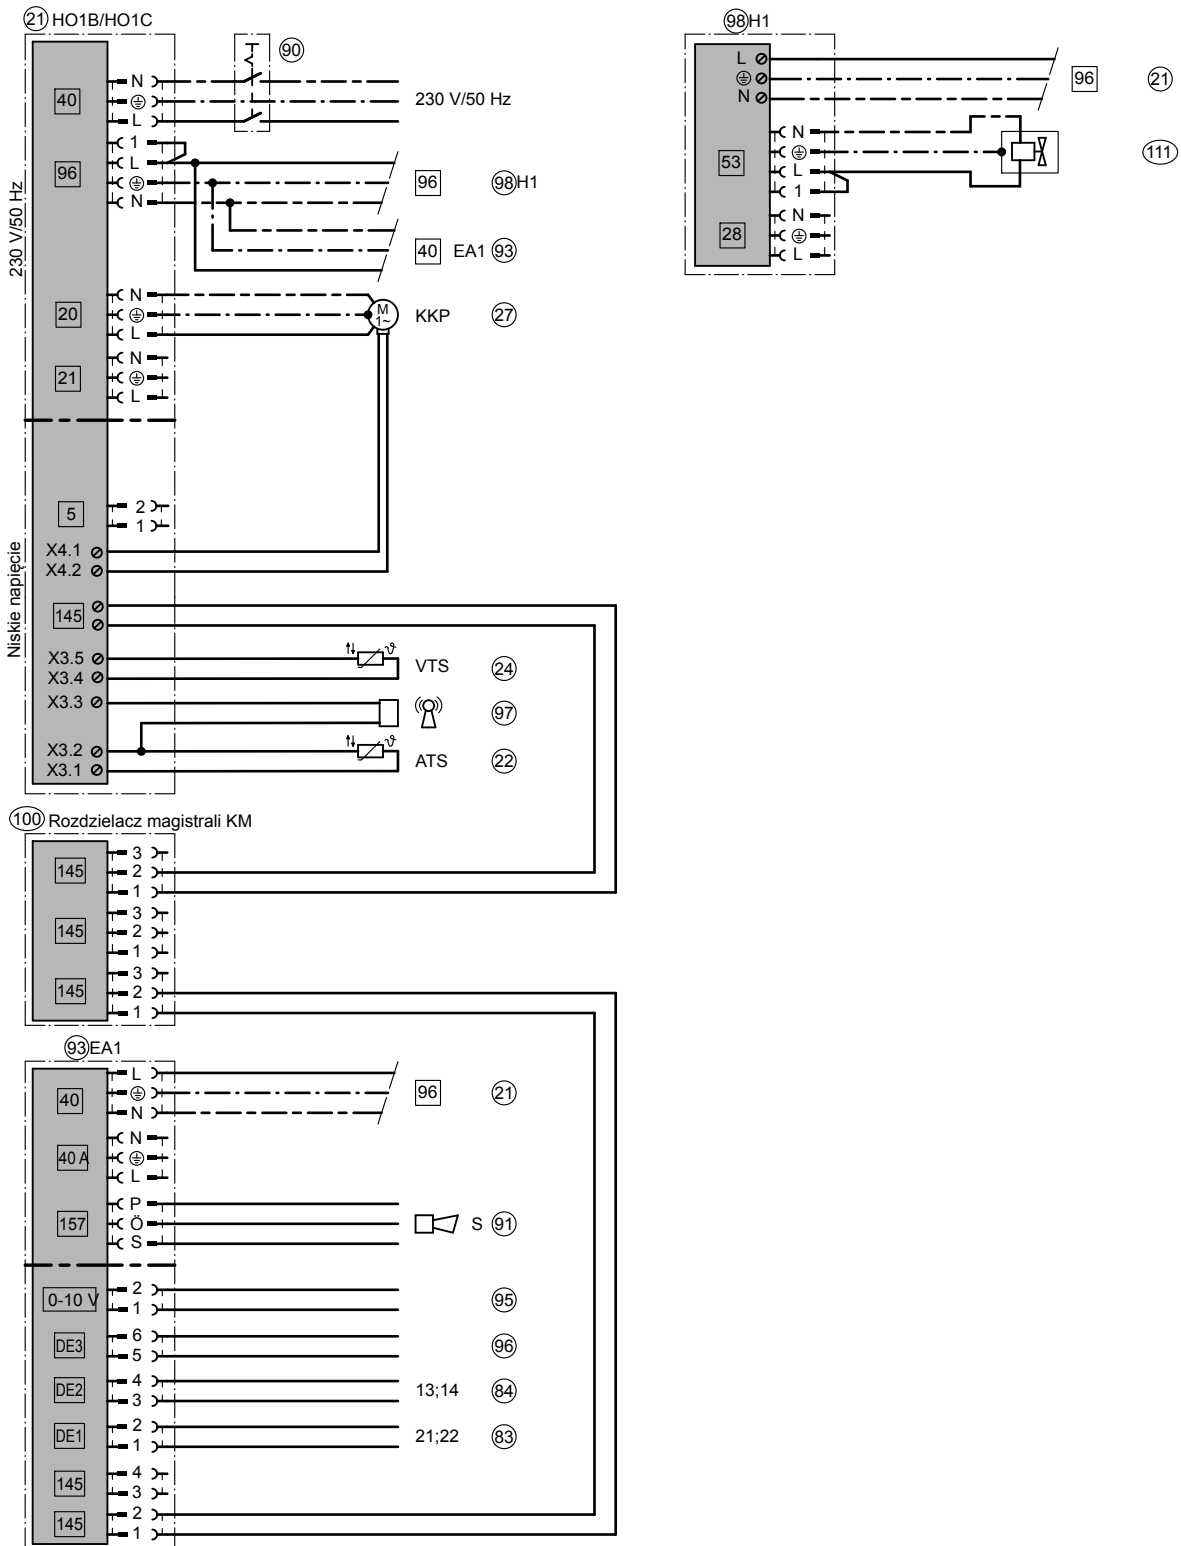 21 HO1B/HO1C
230 V/50 Hz
40
N
L
90
230 V/50 Hz
96
1
L
N
96 98 H1
40 EA1 93
20
N
L
M
1~
KKP 27
21
N
L
Niskie napięcie
5
2
1
X4.1
X4.2
145
X3.5
X3.4
VTS 24
X3.3
97
X3.2
X3.1
ATS 22
100 Rozdzielacz magistrali KM
145
3
2
1
145
3
2
1
145
3
2
1
93 EA1
40
L
N
96 21
40 A
N
L
157
P
Ö
S
S 91
0-10 V
2
1
95
DE3
6
5
96
DE2
4
3
13;14 84
DE1
2
1
21;22 83
145
4
3
145
2
1
98 H1
L
N
96 21
53
N
L
1
111
28
N
L